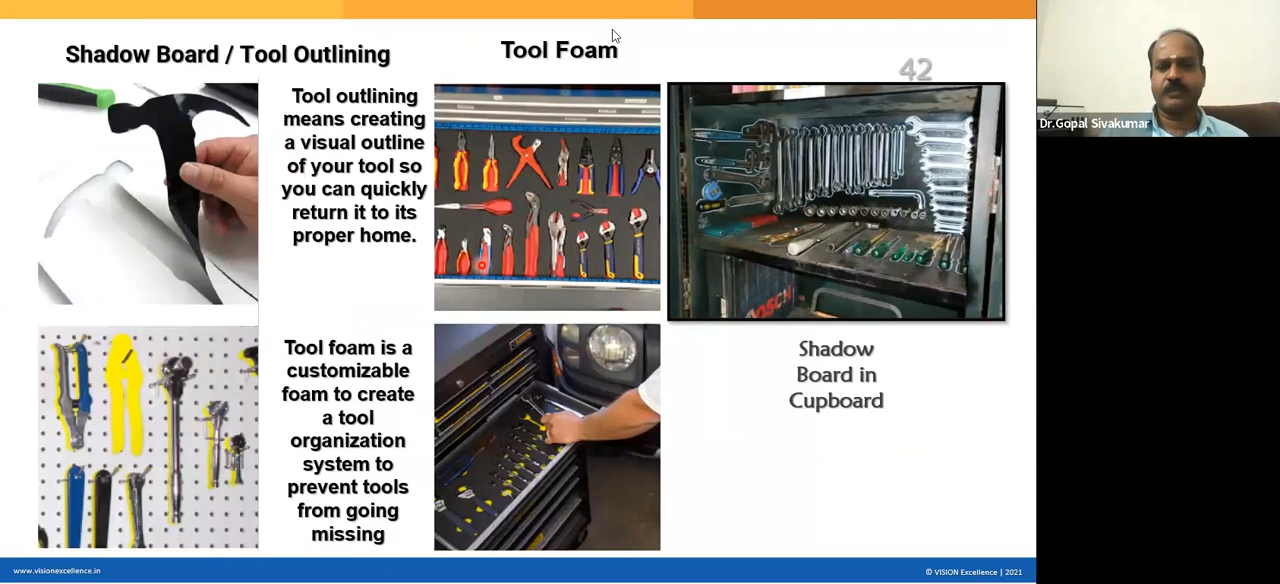 Shadow Board / Tool Outlining
Tool Foam
42
Tool outlining
means creating
a visual outline
of your tool so
you can quickly
return it to its
proper home.
Tool foam is a
customizable
foam to create
a tool
organization
system to
prevent tools
from going
missing
BOSCH
Shadow
Board in
Cupboard
www.visionexcellence.in
© VISION Excellence | 2021
Dr.Gopal Sivakumar